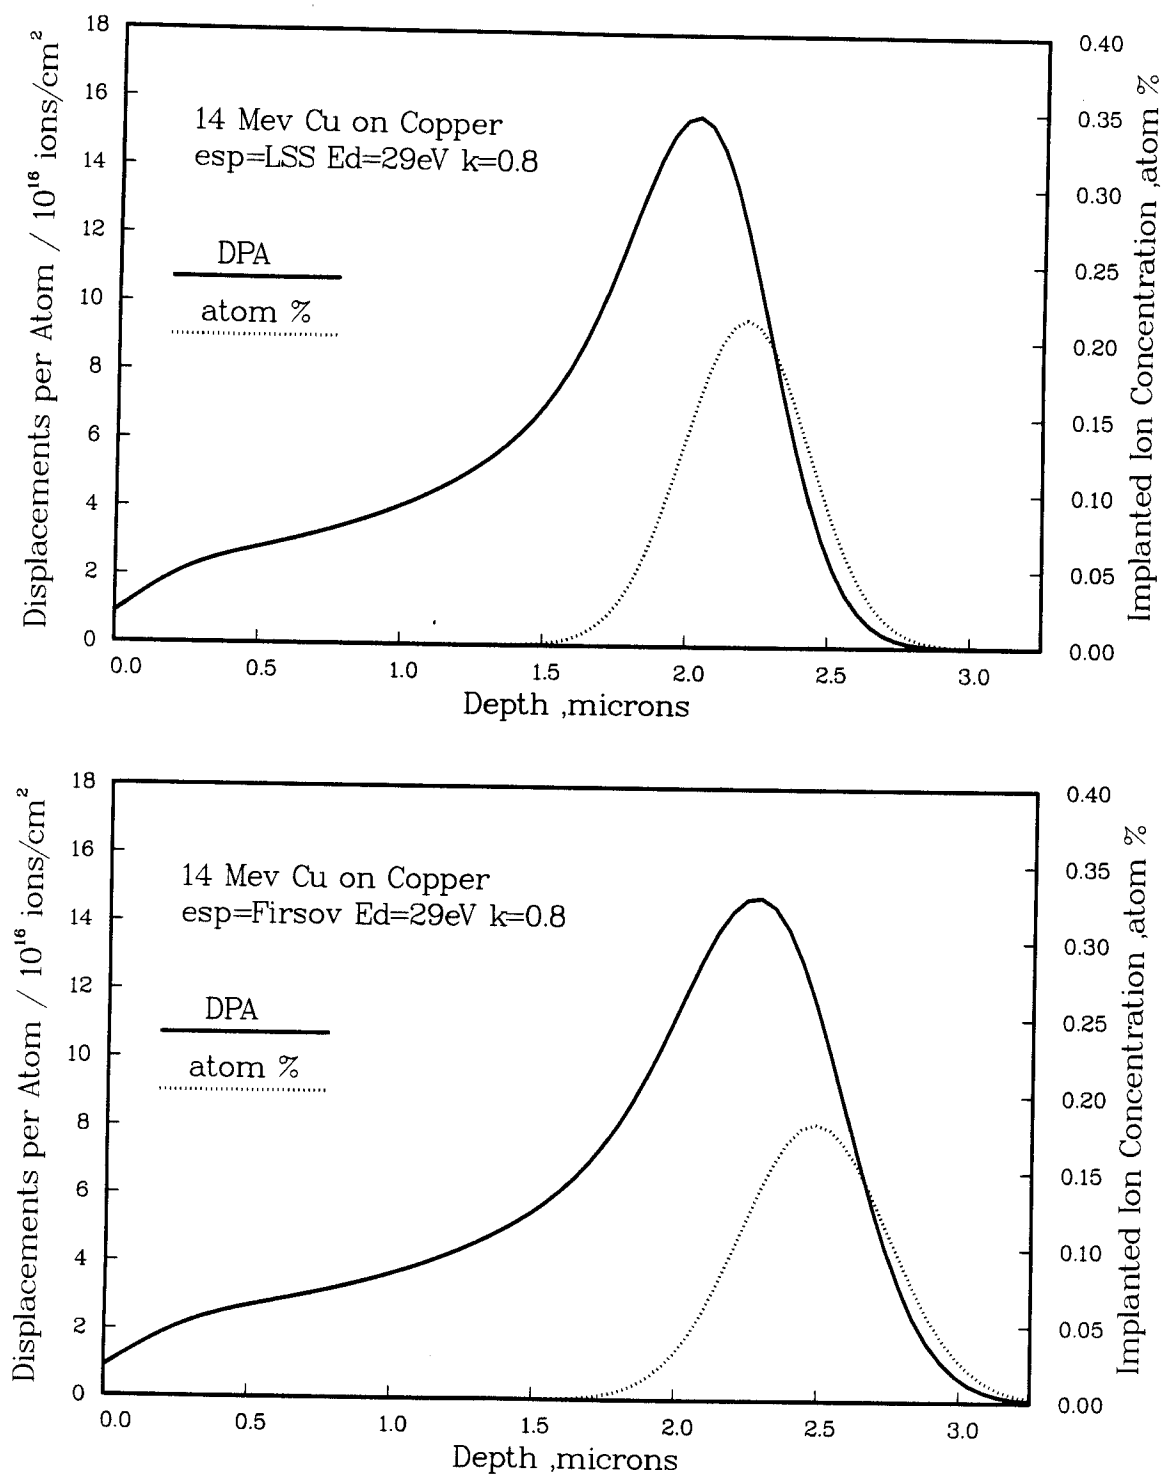 18
16
14
12
10
8
6
4
2
0
Displacements per Atom / 10¹⁶ ions/cm²
14 Mev Cu on Copper
esp=LSS Ed=29eV k=0.8
DPA
atom %
0.40
0.35
0.30
0.25
0.20
0.15
0.10
0.05
0.00
Implanted Ion Concentration ,atom %
0.0 0.5 1.0 1.5 2.0 2.5 3.0
Depth ,microns
18
16
14
12
10
8
6
4
2
0
Displacements per Atom / 10¹⁶ ions/cm²
14 Mev Cu on Copper
esp=Firsov Ed=29eV k=0.8
DPA
atom %
0.40
0.35
0.30
0.25
0.20
0.15
0.10
0.05
0.00
Implanted Ion Concentration ,atom %
0.0 0.5 1.0 1.5 2.0 2.5 3.0
Depth ,microns